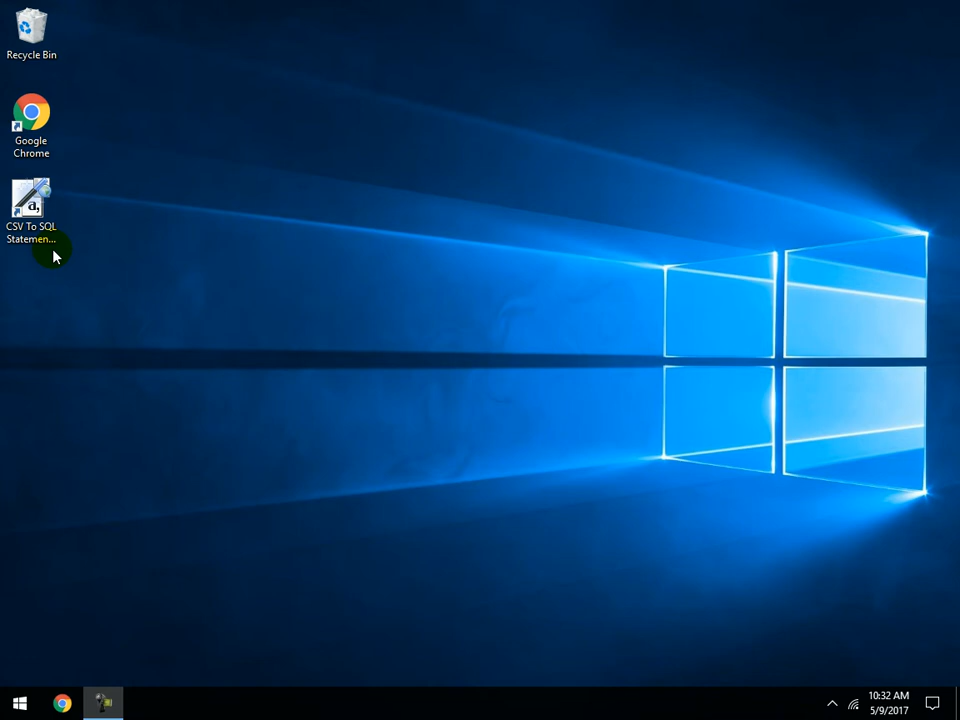 Recycle Bin
Google
Chrome
a,
CSV To SQL
Statemen...
10:32 AM
5/9/2017